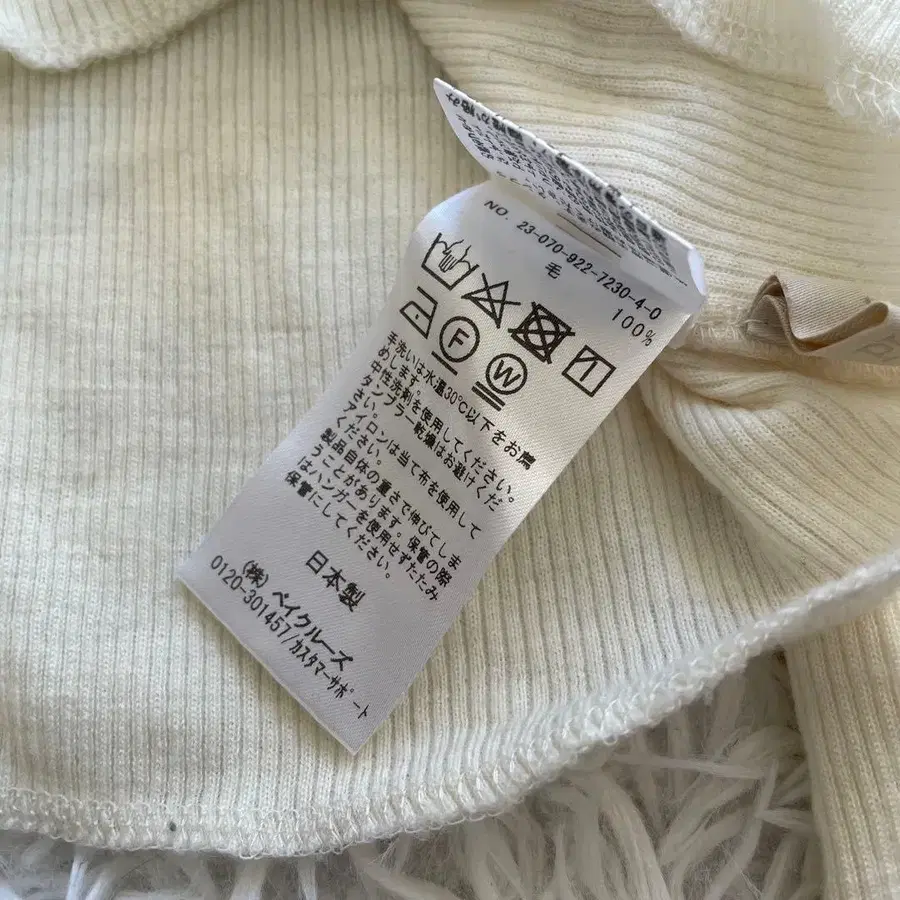 NO. 23-070-922-7230-4-0
毛 100%
F
W
手洗いは水温30℃以下をお薦
めします。
中性洗剤を使用してください。
タンブラー乾燥はお避けくだ
さい。
アイロンは当て布を使用して
ください。
製品自体の重さで伸びてしま
うことがあります。保管の際
はハンガーを使用せずたたみ
保管にしてください。
日本製
(株) ベイクルーズ
0120-301457/カスタマーサポート